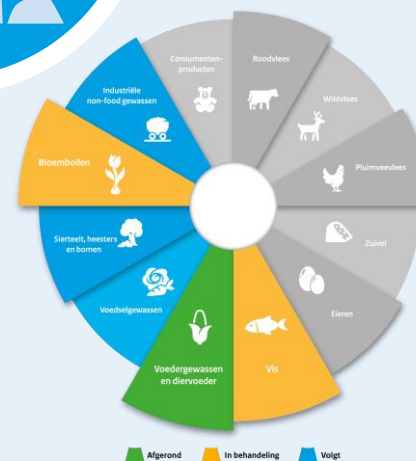 Consumenten-
producten
Roodvlees
Wildvlees
Pluimveevlees
Zuivel
Eieren
Vis
Voedergewassen
en diervoeder
Voedselgewassen
Sierteelt, heesters
en bomen
Bloembollen
Industriële
non-food gewassen
Afgerond
In behandeling
Volgt